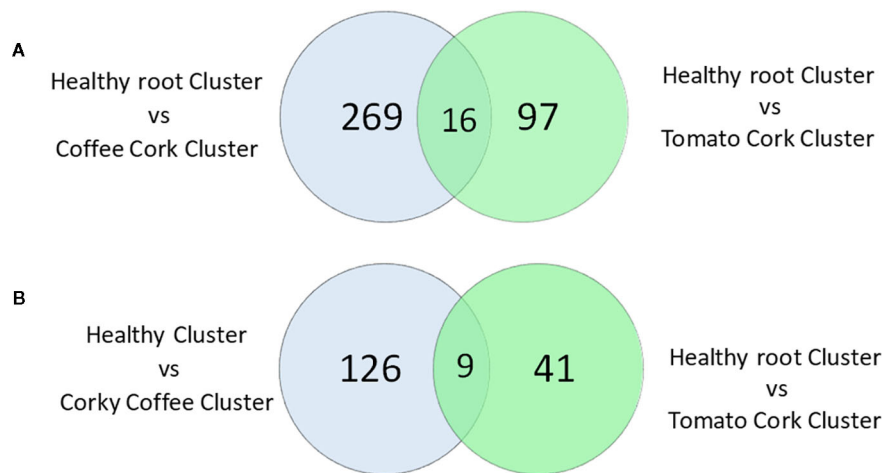 A
Healthy root Cluster
vs
Coffee Cork Cluster
269
16
97
Healthy root Cluster
vs
Tomato Cork Cluster
B
Healthy Cluster
vs
Corky Coffee Cluster
126
9
41
Healthy root Cluster
vs
Tomato Cork Cluster